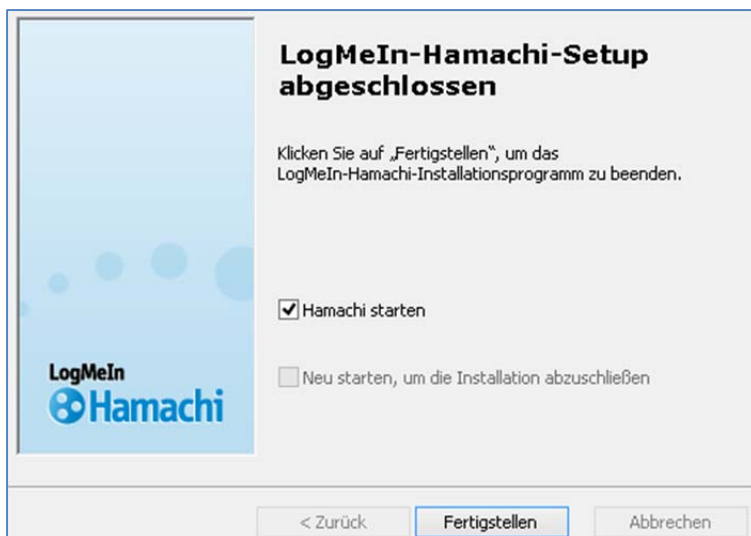 LogMeIn-Hamachi-Setup
abgeschlossen
Klicken Sie auf „Fertigstellen“, um das
LogMeIn-Hamachi-Installationsprogramm zu beenden.
Hamachi starten
Neu starten, um die Installation abzuschließen
LogMeIn
Hamachi
< Zurück
Fertigstellen
Abbrechen